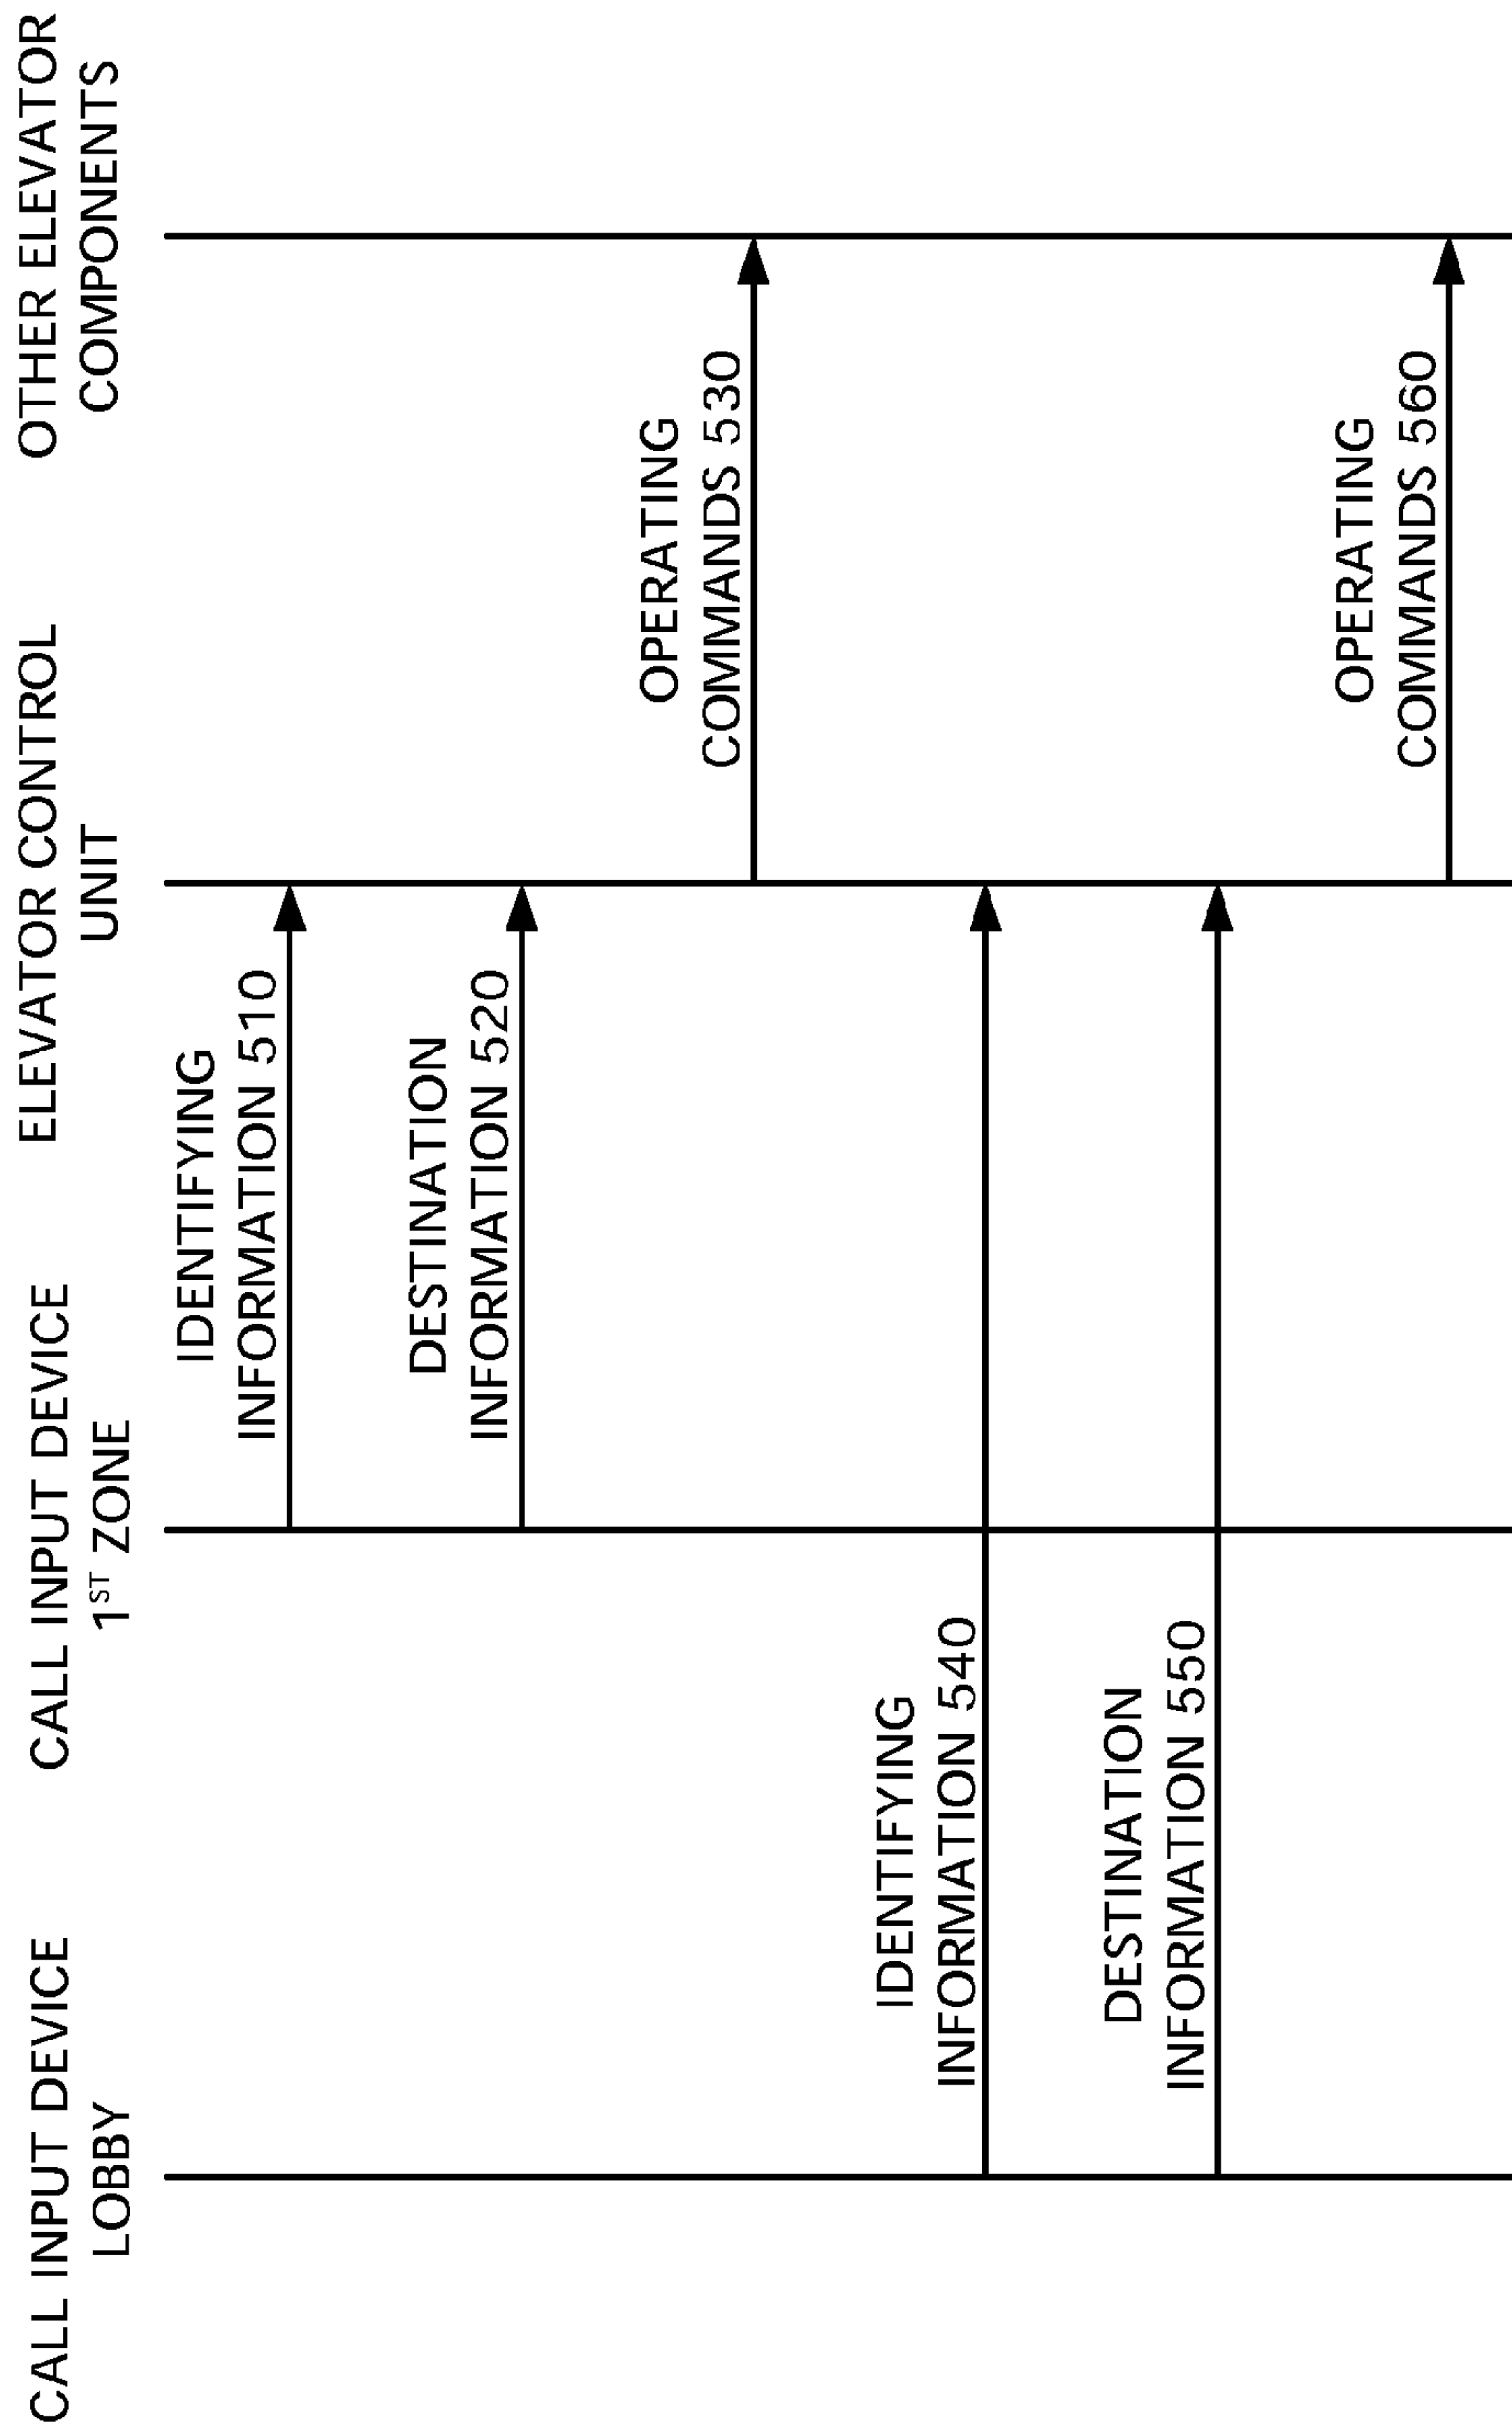 CALL INPUT DEVICE
LOBBY
CALL INPUT DEVICE
1ST ZONE
ELEVATOR CONTROL
UNIT
OTHER ELEVATOR
COMPONENTS
IDENTIFYING
INFORMATION 510
DESTINATION
INFORMATION 520
OPERATING
COMMANDS 530
IDENTIFYING
INFORMATION 540
DESTINATION
INFORMATION 550
OPERATING
COMMANDS 560